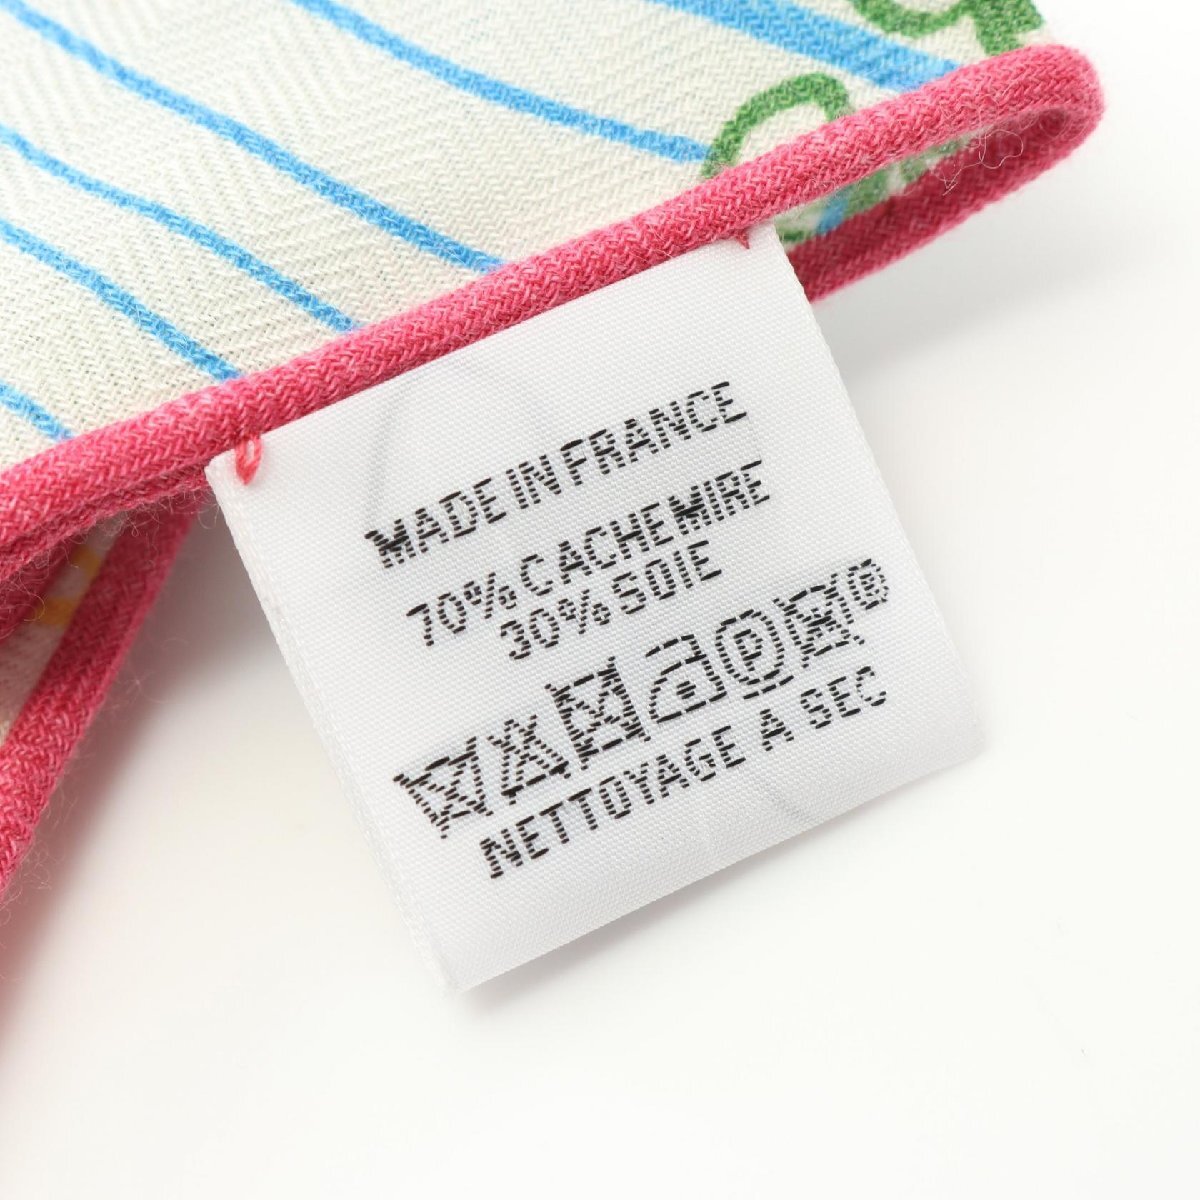 MADE IN FRANCE
70% CACHEMIRE
30% SOIE
P
NETTOYAGE A SEC